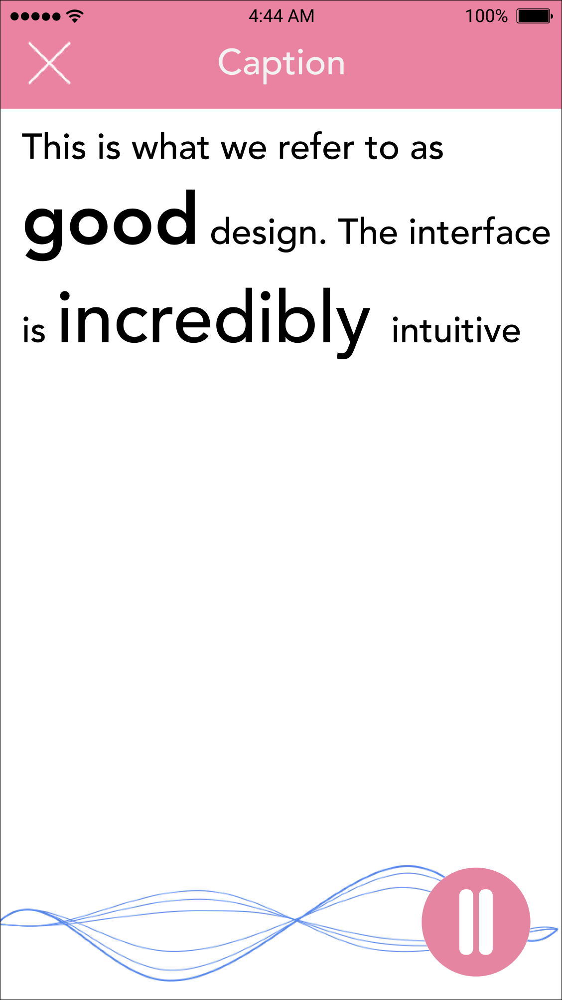 4:44 AM 100%
Caption
This is what we refer to as
good design. The interface
is incredibly intuitive